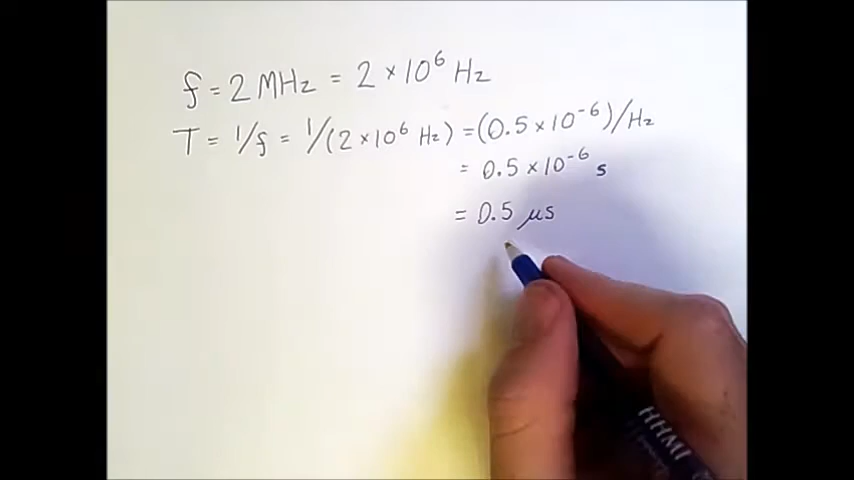 f = 2 MHz = 2 × 10⁶ Hz
T = 1/f = 1/(2 × 10⁶ Hz) = (0.5 × 10⁻⁶)/Hz
= 0.5 × 10⁻⁶ s
= 0.5 µs
HHMI